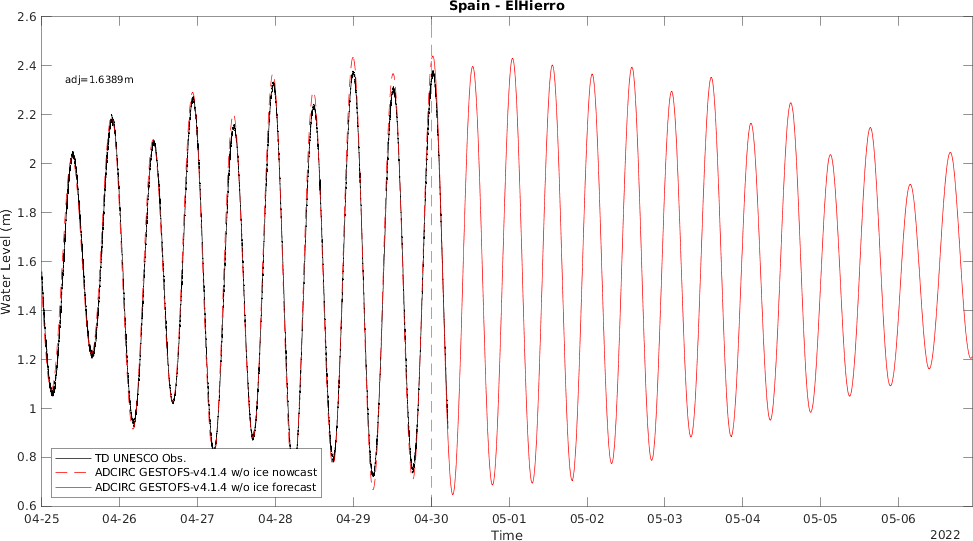 Spain - ElHierro
2.6
2.4
2.2
2
1.8
1.6
1.4
1.2
1
0.8
0.6
Water Level (m)
adj=1.6389m
TD UNESCO Obs.
ADCIRC GESTOFS-v4.1.4 w/o ice nowcast
ADCIRC GESTOFS-v4.1.4 w/o ice forecast
04-25 04-26 04-27 04-28 04-29 04-30 05-01 05-02 05-03 05-04 05-05 05-06
Time
2022